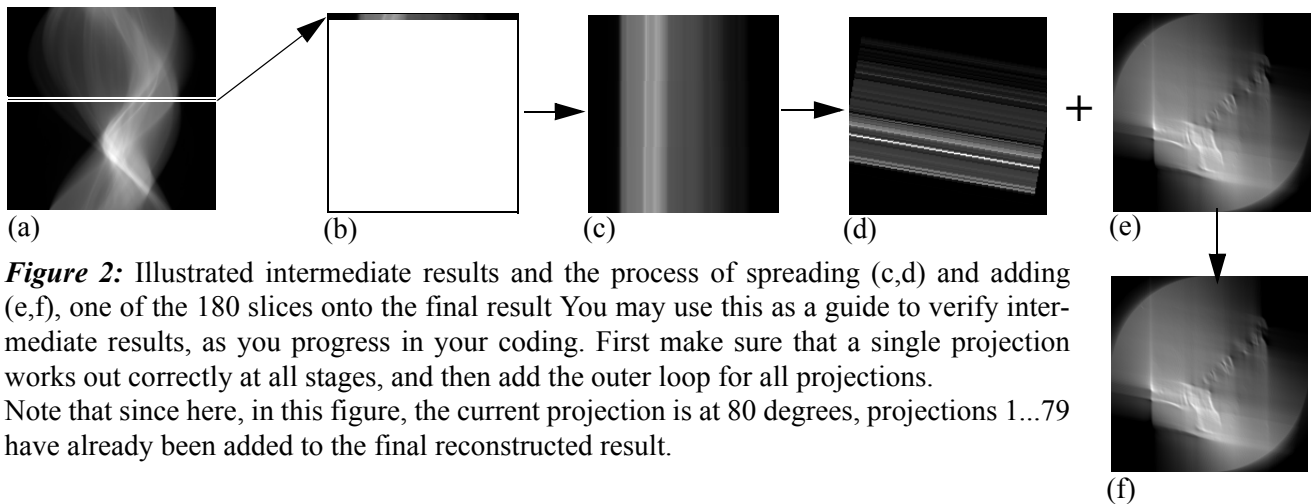 +
(a)
(b)
(c)
(d)
(e)
Figure 2: Illustrated intermediate results and the process of spreading (c,d) and adding
(e,f), one of the 180 slices onto the final result You may use this as a guide to verify inter-
mediate results, as you progress in your coding. First make sure that a single projection
works out correctly at all stages, and then add the outer loop for all projections.
Note that since here, in this figure, the current projection is at 80 degrees, projections 1...79
have already been added to the final reconstructed result.
(f)